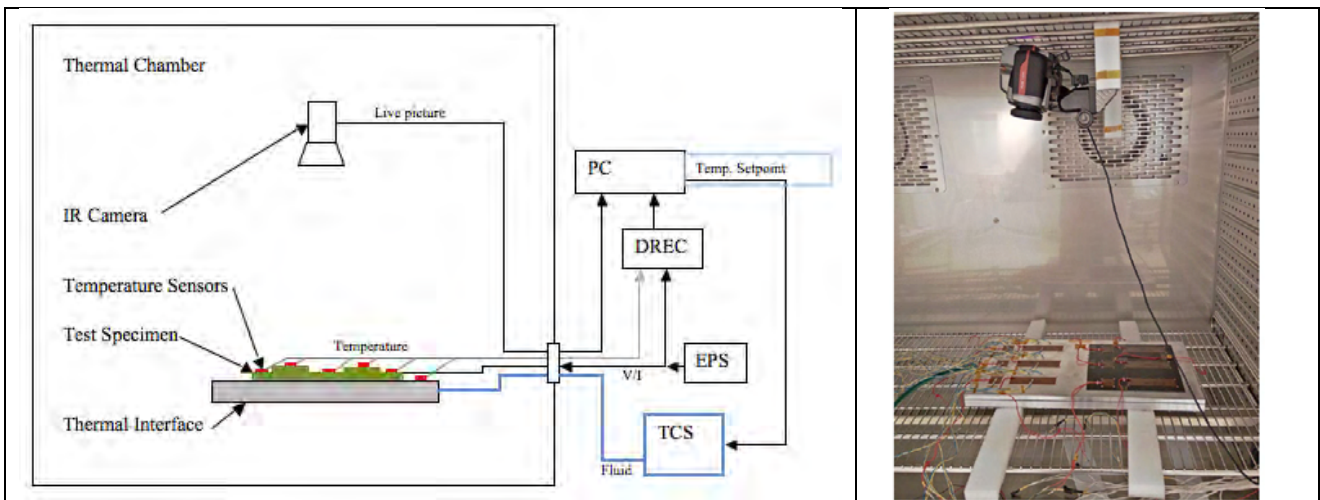 Thermal Chamber
Live picture
PC
Temp. Setpoint
IR Camera
DREC
Temperature Sensors
Test Specimen
Temperature
EPS
V/I
Thermal Interface
TCS
Fluid